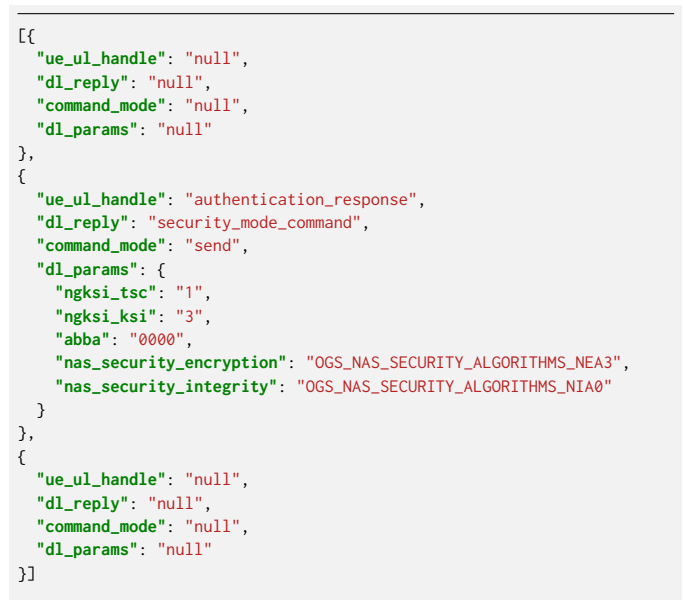 [{
  "ue_ul_handle": "null",
  "dl_reply": "null",
  "command_mode": "null",
  "dl_params": "null"
},
{
  "ue_ul_handle": "authentication_response",
  "dl_reply": "security_mode_command",
  "command_mode": "send",
  "dl_params": {
    "ngksi_tsc": "1",
    "ngksi_ksi": "3",
    "abba": "0000",
    "nas_security_encryption": "OGS_NAS_SECURITY_ALGORITHMS_NEA3",
    "nas_security_integrity": "OGS_NAS_SECURITY_ALGORITHMS_NIA0"
  }
},
{
  "ue_ul_handle": "null",
  "dl_reply": "null",
  "command_mode": "null",
  "dl_params": "null"
}]